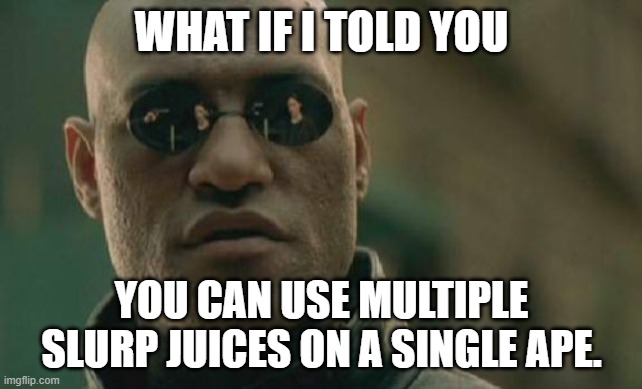 WHAT IF I TOLD YOU
YOU CAN USE MULTIPLE
SLURP JUICES ON A SINGLE APE.
imgflip.com